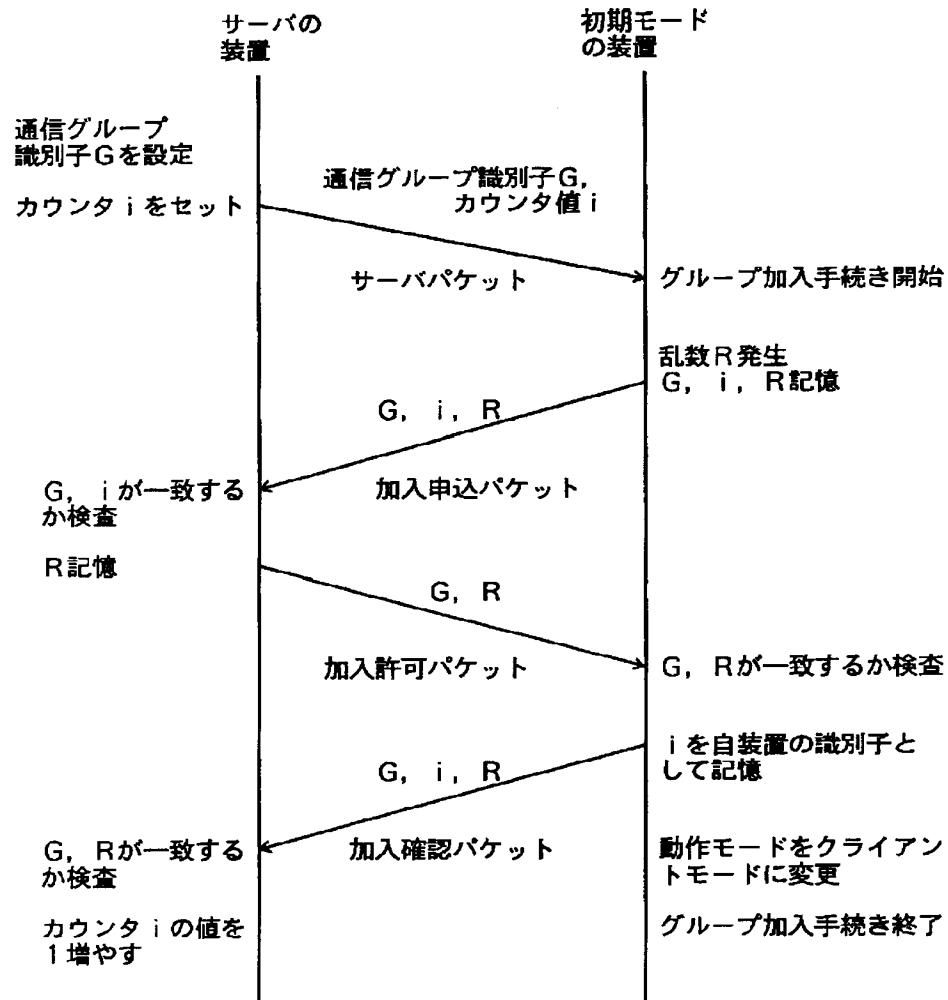 サーバの
装置
初期モード
の装置
通信グループ
識別子Gを設定
カウンタiをセット
通信グループ識別子G,
カウンタ値i
サーバパケット
グループ加入手続き開始
乱数R発生
G, i, R記憶
G, i, R
加入申込パケット
G, iが一致する
か検査
R記憶
G, R
加入許可パケット
G, Rが一致するか検査
iを自装置の識別子と
して記憶
G, i, R
加入確認パケット
G, Rが一致する
か検査
動作モードをクライアン
トモードに変更
カウンタiの値を
1増やす
グループ加入手続き終了